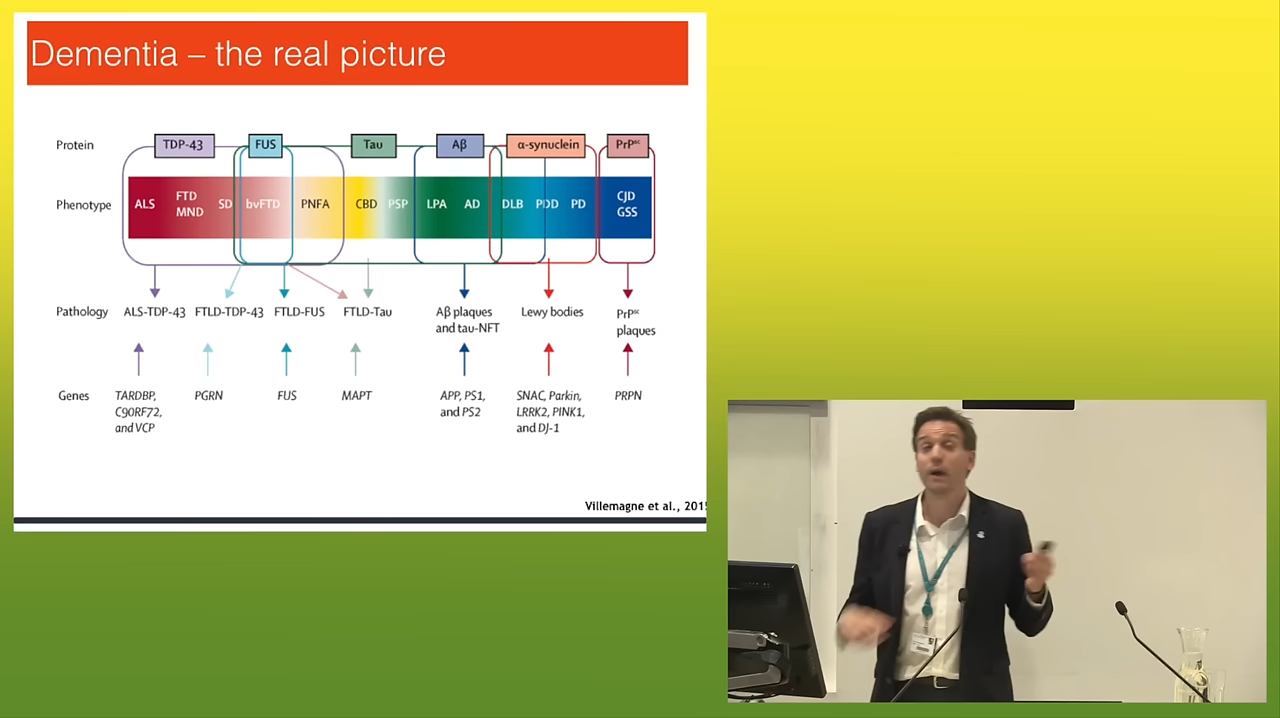 Dementia – the real picture
Protein
TDP-43
FUS
Tau
Aβ
α-synuclein
PrPˢᶜ
Phenotype
ALS
FTD
MND
SD
bvFTD
PNFA
CBD
PSP
LPA
AD
DLB
PDD
PD
CJD
GSS
Pathology
ALS-TDP-43
FTLD-TDP-43
FTLD-FUS
FTLD-Tau
Aβ plaques
and tau-NFT
Lewy bodies
PrPˢᶜ
plaques
Genes
TARDBP,
C9ORF72,
and VCP
PGRN
FUS
MAPT
APP, PS1,
and PS2
SNAC, Parkin,
LRRK2, PINK1,
and DJ-1
PRPN
Villemagne et al., 2015